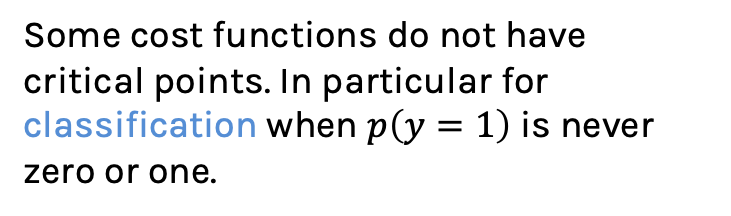 Some cost functions do not have
critical points. In particular for
classification when p(y = 1) is never
zero or one.